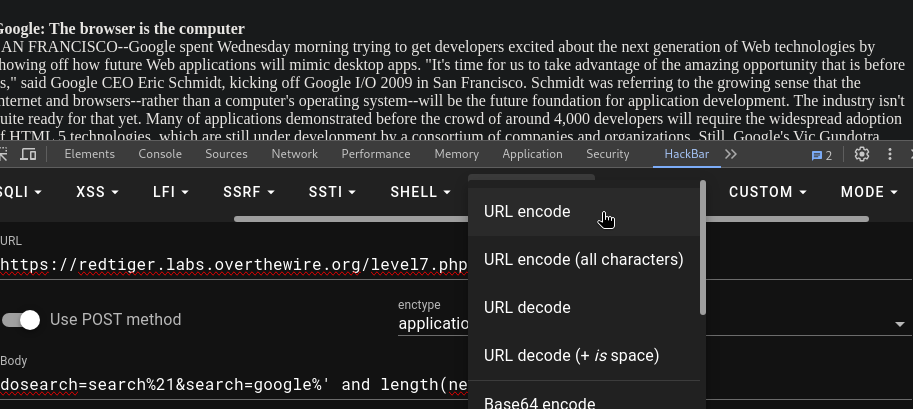 Google: The browser is the computer
AN FRANCISCO--Google spent Wednesday morning trying to get developers excited about the next generation of Web technologies by
howing off how future Web applications will mimic desktop apps. "It's time for us to take advantage of the amazing opportunity that is before
s," said Google CEO Eric Schmidt, kicking off Google I/O 2009 in San Francisco. Schmidt was referring to the growing sense that the
nternet and browsers--rather than a computer's operating system--will be the future foundation for application development. The industry isn't
uite ready for that yet. Many of applications demonstrated before the crowd of around 4,000 developers will require the widespread adoption
f HTML 5 technologies, which are still under development by a consortium of companies and organizations. Still, Google's Vic Gundotra
Elements Console Sources Network Performance Memory Application Security HackBar 2
SQLI XSS LFI SSRF SSTI SHELL CUSTOM MODE
URL encode
URL
URL encode (all characters)
https://redtiger.labs.overthewire.org/level7.php
URL decode
enctype
Use POST method
applicatio
URL decode (+ is space)
Body
dosearch=search%21&search=google%' and length(ne
Base64 encode